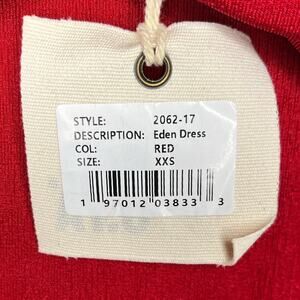 STYLE: 2062-17
DESCRIPTION: Eden Dress
COL: RED
SIZE: XXS
1 97012 03833 3